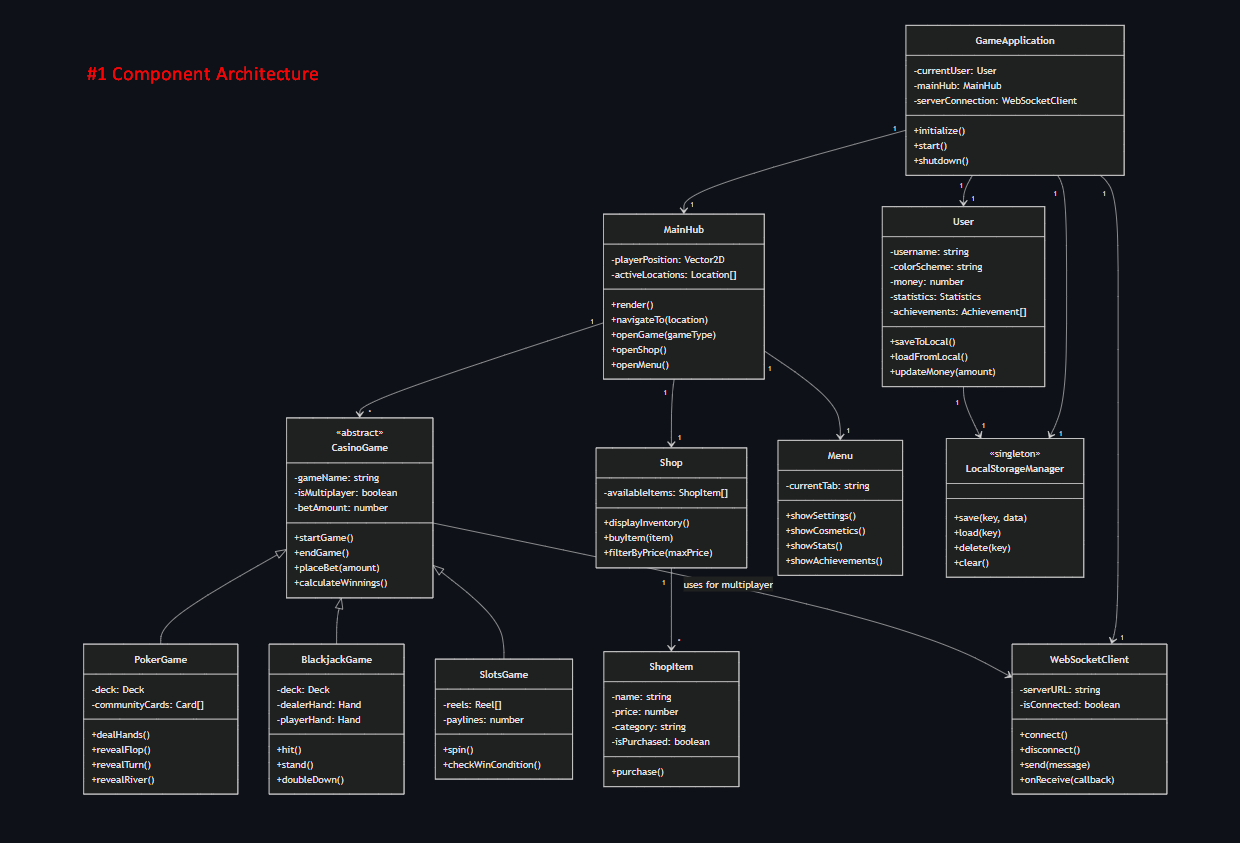 #1 Component Architecture
GameApplication
-currentUser: User
-mainHub: MainHub
-serverConnection: WebSocketClient
+initialize()
+start()
+shutdown()
1
1
1
1
1
1
MainHub
-playerPosition: Vector2D
-activeLocations: Location[]
+render()
+navigateTo(location)
+openGame(gameType)
+openShop()
+openMenu()
User
-username: string
-colorScheme: string
-money: number
-statistics: Statistics
-achievements: Achievement[]
+saveToLocal()
+loadFromLocal()
+updateMoney(amount)
1
1
1
1
*
1
1
1
1
«abstract»
CasinoGame
-gameName: string
-isMultiplayer: boolean
-betAmount: number
+startGame()
+endGame()
+placeBet(amount)
+calculateWinnings()
Shop
-availableItems: ShopItem[]
+displayInventory()
+buyItem(item)
+filterByPrice(maxPrice)
Menu
-currentTab: string
+showSettings()
+showCosmetics()
+showStats()
+showAchievements()
«singleton»
LocalStorageManager
+save(key, data)
+load(key)
+delete(key)
+clear()
1
uses for multiplayer
*
1
PokerGame
-deck: Deck
-communityCards: Card[]
+dealHands()
+revealFlop()
+revealTurn()
+revealRiver()
BlackjackGame
-deck: Deck
-dealerHand: Hand
-playerHand: Hand
+hit()
+stand()
+doubleDown()
SlotsGame
-reels: Reel[]
-paylines: number
+spin()
+checkWinCondition()
ShopItem
-name: string
-price: number
-category: string
-isPurchased: boolean
+purchase()
WebSocketClient
-serverURL: string
-isConnected: boolean
+connect()
+disconnect()
+send(message)
+onReceive(callback)